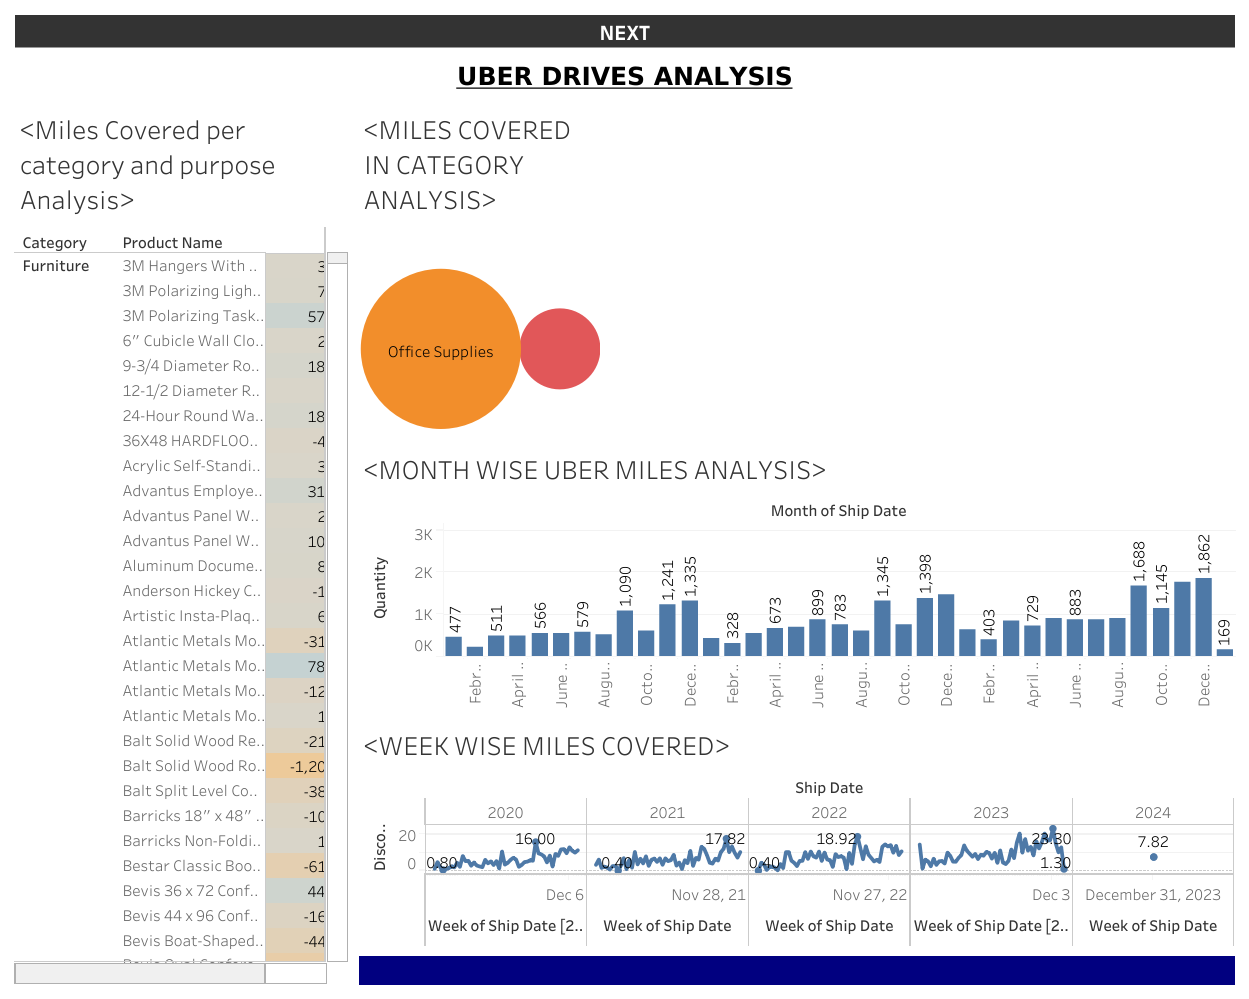 NEXT
UBER DRIVES ANALYSIS
<Miles Covered per
category and purpose
Analysis>
Category Product Name
Furniture 3M Hangers With .. 3
3M Polarizing Ligh.. 7
3M Polarizing Task.. 57
6" Cubicle Wall Clo.. 2
9-3/4 Diameter Ro.. 18
12-1/2 Diameter R..
24-Hour Round Wa.. 18
36X48 HARDFLOO.. -4
Acrylic Self-Standi.. 3
Advantus Employe.. 31
Advantus Panel W.. 2
Advantus Panel W.. 10
Aluminum Docume.. 8
Anderson Hickey C.. -1
Artistic Insta-Plaq.. 6
Atlantic Metals Mo.. -31
Atlantic Metals Mo.. 78
Atlantic Metals Mo.. -12
Atlantic Metals Mo.. 1
Balt Solid Wood Re.. -21
Balt Solid Wood Ro.. -1,20
Balt Split Level Co.. -38
Barricks 18" x 48" .. -10
Barricks Non-Foldi.. 1
Bestar Classic Boo.. -61
Bevis 36 x 72 Conf.. 44
Bevis 44 x 96 Conf.. -16
Bevis Boat-Shaped.. -44
<MILES COVERED
IN CATEGORY
ANALYSIS>
Office Supplies
<MONTH WISE UBER MILES ANALYSIS>
Month of Ship Date
Quantity
3K
2K
1K
0K
477 511 566 579 1,090 1,241 1,335 328 673 899 783 1,345 1,398 403 729 883 1,688 1,145 1,862 169
Febr.. April .. June .. Augu.. Octo.. Dece.. Febr.. April .. June .. Augu.. Octo.. Dece.. Febr.. April .. June .. Augu.. Octo.. Dece..
<WEEK WISE MILES COVERED>
Ship Date
2020 2021 2022 2023 2024
Disco..
20
0
16.00 17.82 18.92 23.30 7.82
0.80 0.40 0.40 1.30
Dec 6 Nov 28, 21 Nov 27, 22 Dec 3 December 31, 2023
Week of Ship Date [2.. Week of Ship Date Week of Ship Date Week of Ship Date [2.. Week of Ship Date